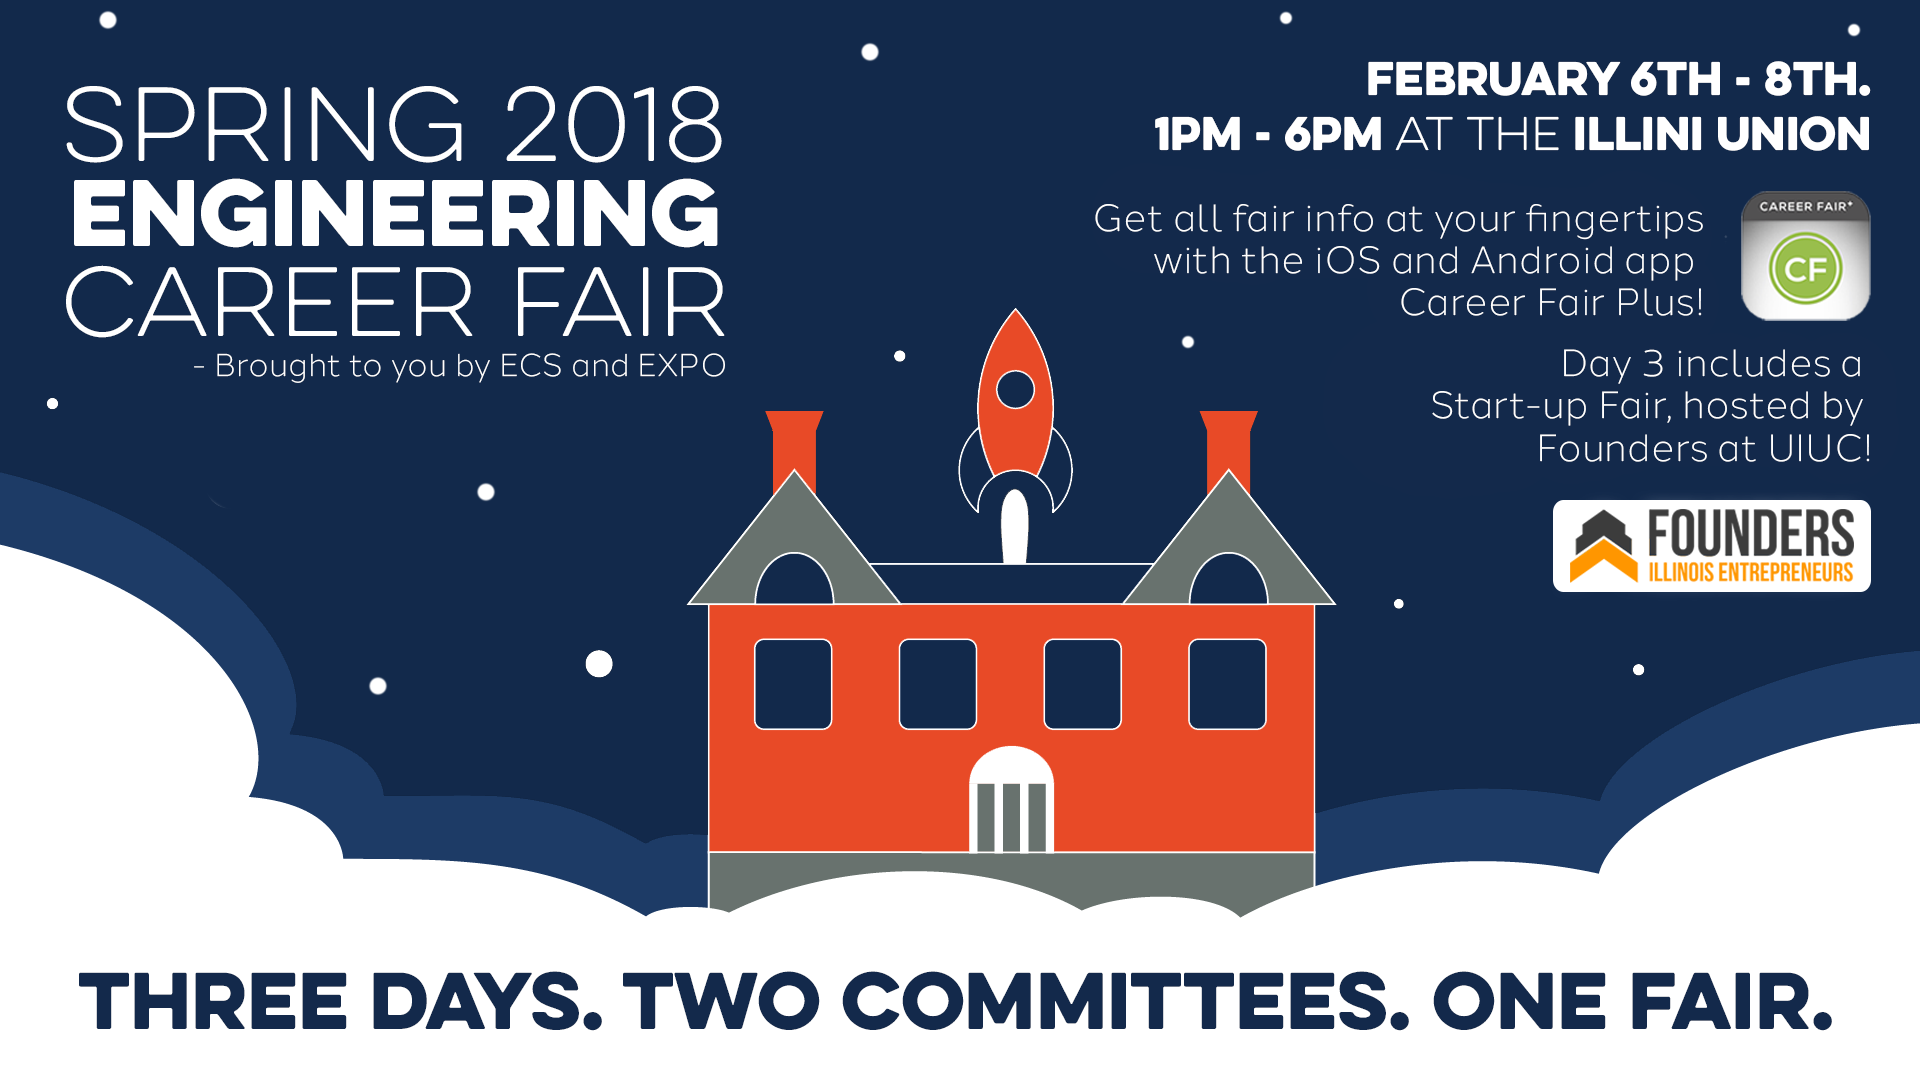 SPRING 2018
ENGINEERING
CAREER FAIR
- Brought to you by ECS and EXPO
FEBRUARY 6TH - 8TH.
1PM - 6PM AT THE ILLINI UNION
Get all fair info at your fingertips
with the iOS and Android app
Career Fair Plus!
CAREER FAIR+
CF
Day 3 includes a
Start-up Fair, hosted by
Founders at UIUC!
FOUNDERS
ILLINOIS ENTREPRENEURS
THREE DAYS. TWO COMMITTEES. ONE FAIR.